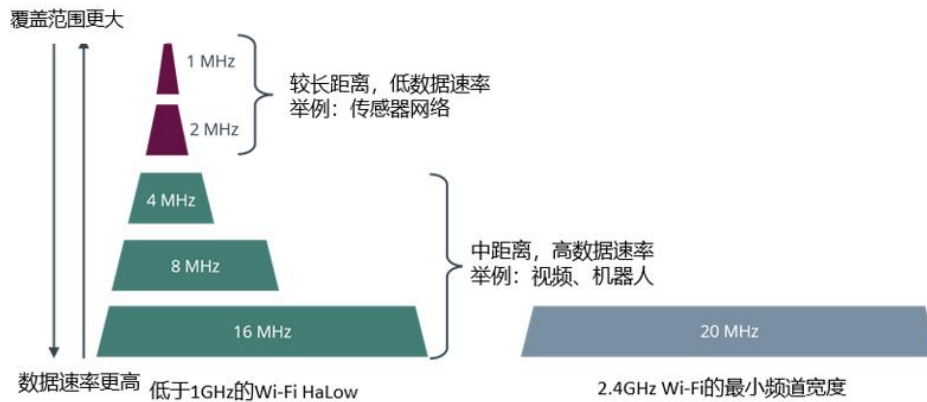 覆盖范围更大
1 MHz
2 MHz
较长距离，低数据速率
举例：传感器网络
4 MHz
8 MHz
16 MHz
中距离，高数据速率
举例：视频、机器人
20 MHz
数据速率更高
低于1GHz的Wi-Fi HaLow
2.4GHz Wi-Fi的最小频道宽度